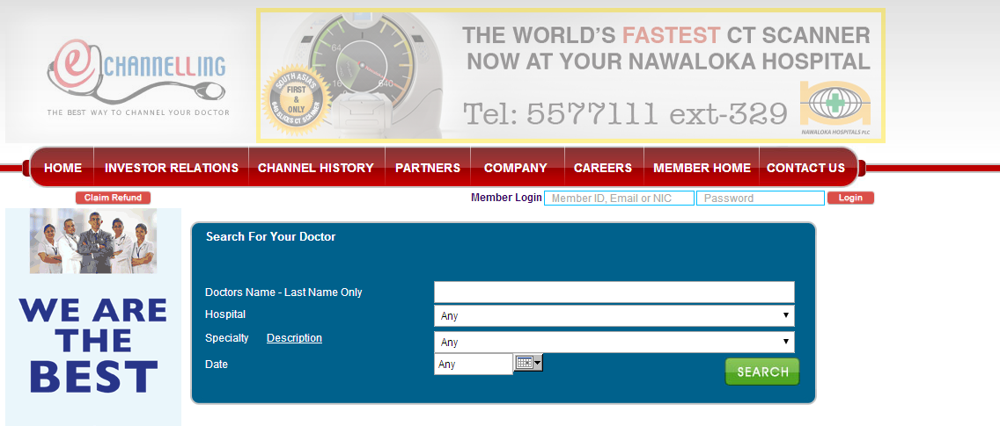 e CHANNELLING
THE BEST WAY TO CHANNEL YOUR DOCTOR
64
16
640
SOUTH ASIA'S
FIRST
&
ONLY
640 SLICES CT SCANNER
THE WORLD'S FASTEST CT SCANNER
NOW AT YOUR NAWALOKA HOSPITAL
Tel: 5577111 ext-329
NAWALOKA HOSPITALS PLC
HOME INVESTOR RELATIONS CHANNEL HISTORY PARTNERS COMPANY CAREERS MEMBER HOME CONTACT US
Claim Refund
Member Login Member ID, Email or NIC Password Login
WE ARE
THE
BEST
Search For Your Doctor
Doctors Name - Last Name Only
Hospital Any
Specialty Description Any
Date Any
SEARCH